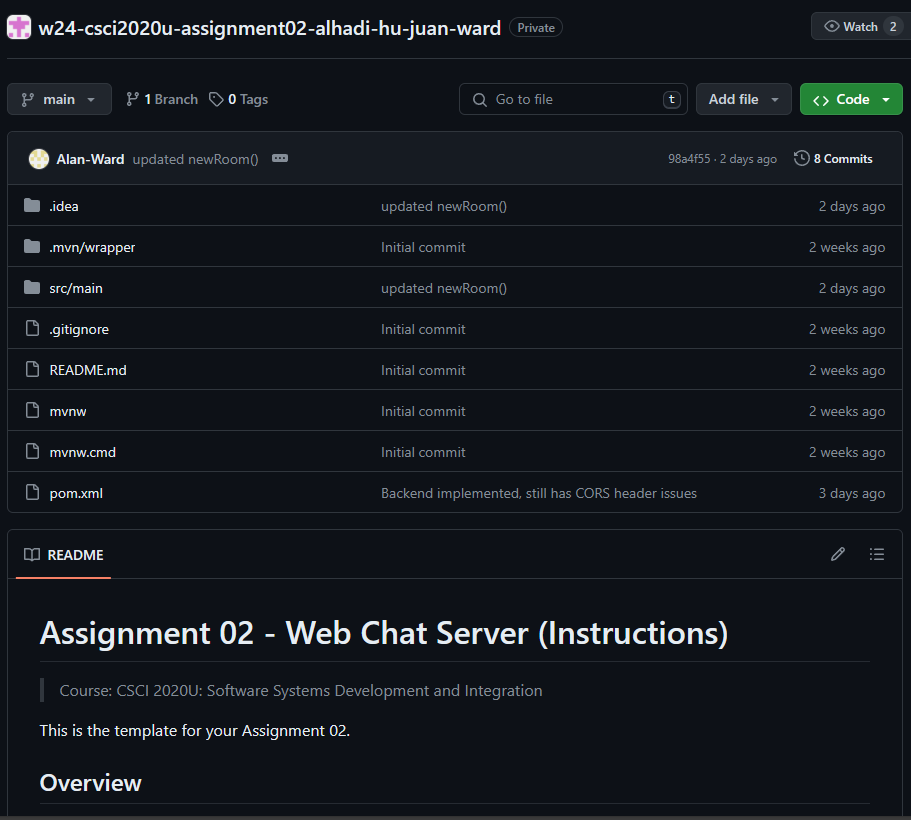 w24-csci2020u-assignment02-alhadi-hu-juan-ward Private Watch 2
main 1 Branch 0 Tags Go to file t Add file Code
Alan-Ward updated newRoom() 98a4f55 · 2 days ago 8 Commits
.idea updated newRoom() 2 days ago
.mvn/wrapper Initial commit 2 weeks ago
src/main updated newRoom() 2 days ago
.gitignore Initial commit 2 weeks ago
README.md Initial commit 2 weeks ago
mvnw Initial commit 2 weeks ago
mvnw.cmd Initial commit 2 weeks ago
pom.xml Backend implemented, still has CORS header issues 3 days ago
README
Assignment 02 - Web Chat Server (Instructions)
Course: CSCI 2020U: Software Systems Development and Integration
This is the template for your Assignment 02.
Overview